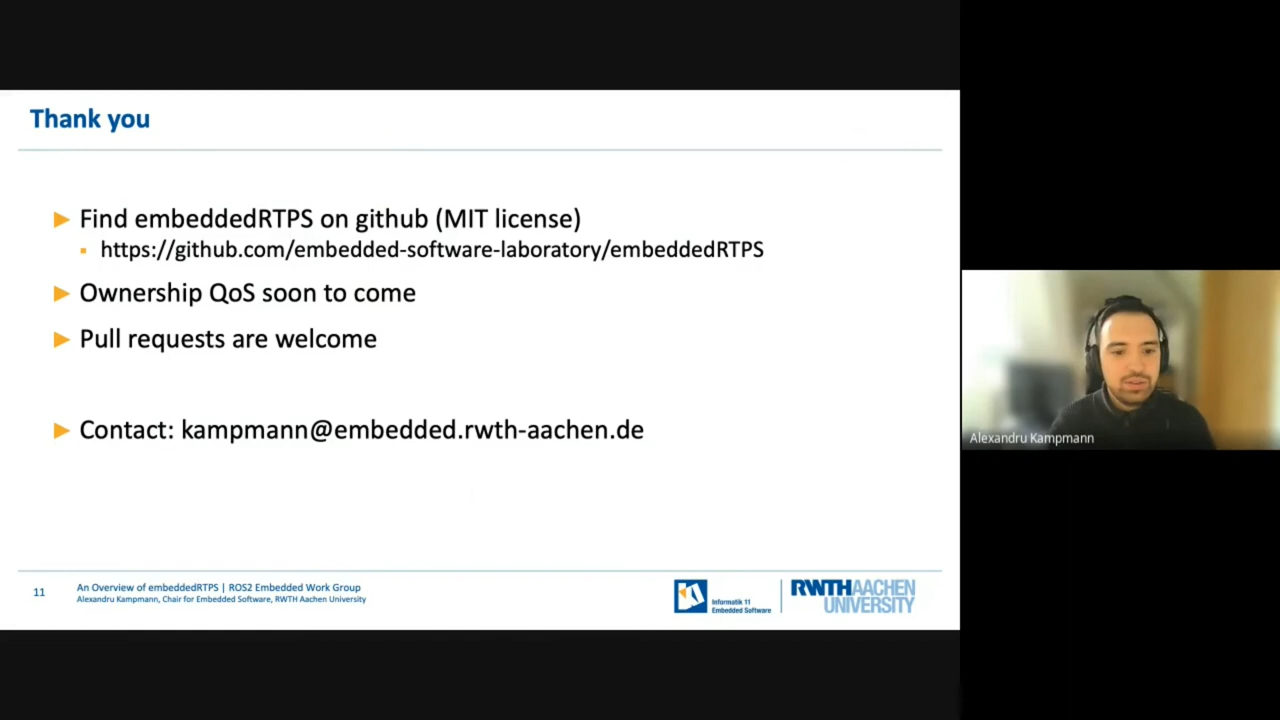 Thank you
Find embeddedRTPS on github (MIT license)
https://github.com/embedded-software-laboratory/embeddedRTPS
Ownership QoS soon to come
Pull requests are welcome
Contact: kampmann@embedded.rwth-aachen.de
11
An Overview of embeddedRTPS | ROS2 Embedded Work Group
Alexandru Kampmann, Chair for Embedded Software, RWTH Aachen University
Informatik 11
Embedded Software
RWTHAACHEN
UNIVERSITY
Alexandru Kampmann